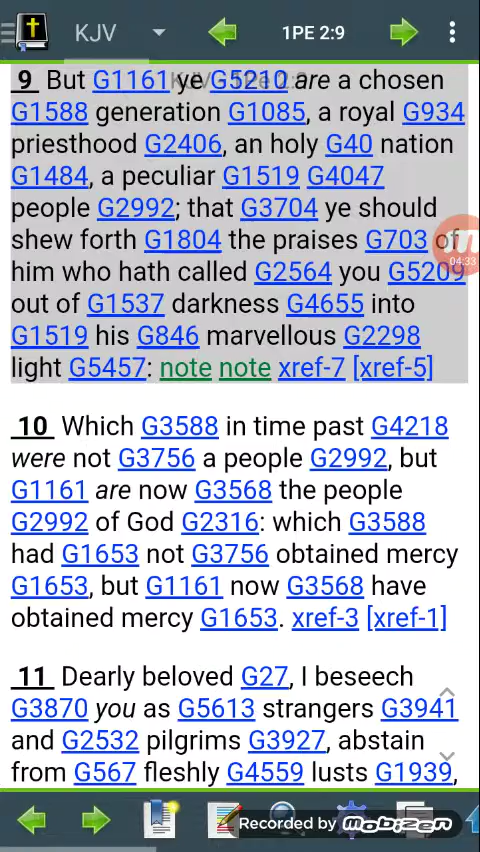 KJV 1PE 2:9
9 But G1161 ye G5210 are a chosen
G1588 generation G1085, a royal G934
priesthood G2406, an holy G40 nation
G1484, a peculiar G1519 G4047
people G2992; that G3704 ye should
shew forth G1804 the praises G703 of
him who hath called G2564 you G5209
04:33
out of G1537 darkness G4655 into
G1519 his G846 marvellous G2298
light G5457: note note xref-7 [xref-5]
10 Which G3588 in time past G4218
were not G3756 a people G2992, but
G1161 are now G3568 the people
G2992 of God G2316: which G3588
had G1653 not G3756 obtained mercy
G1653, but G1161 now G3568 have
obtained mercy G1653. xref-3 [xref-1]
11 Dearly beloved G27, I beseech
G3870 you as G5613 strangers G3941
and G2532 pilgrims G3927, abstain
from G567 fleshly G4559 lusts G1939,
Recorded by mobizen